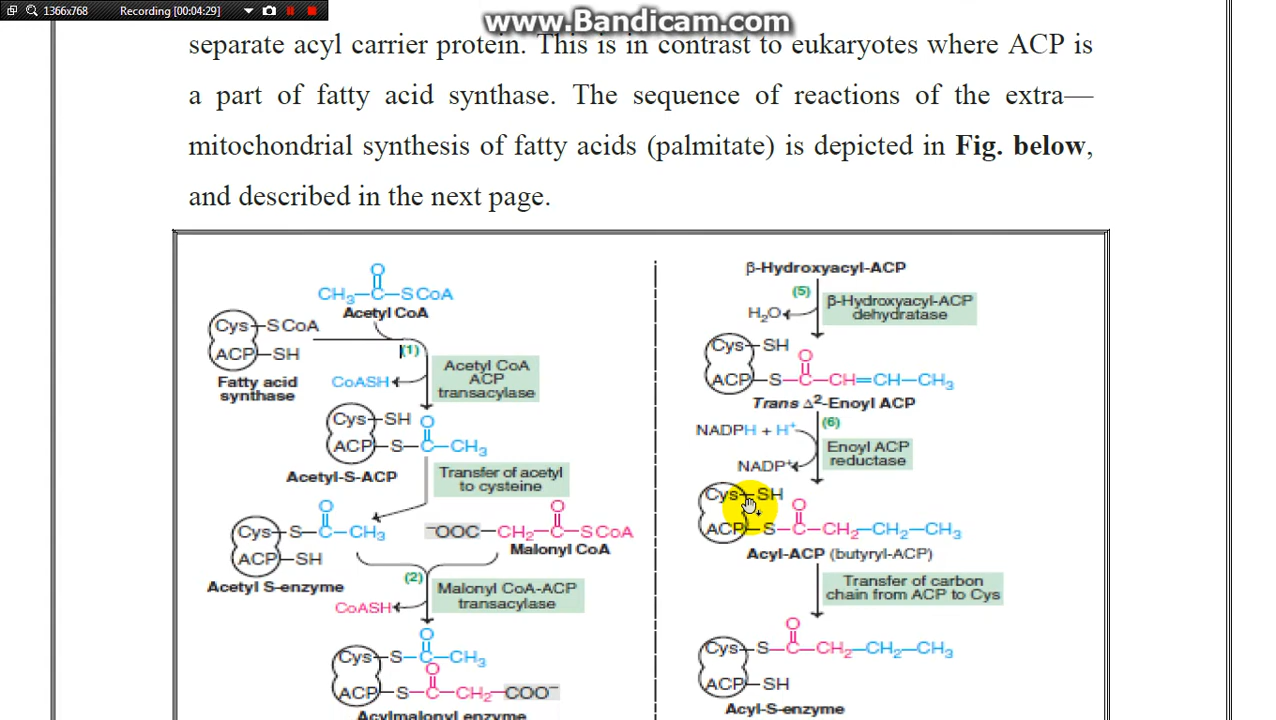 1366x768 Recording [00:04:29]
www.Bandicam.com
separate acyl carrier protein. This is in contrast to eukaryotes where ACP is
a part of fatty acid synthase. The sequence of reactions of the extra—
mitochondrial synthesis of fatty acids (palmitate) is depicted in Fig. below,
and described in the next page.
O
CH₃—C—S CoA
Acetyl CoA
Cys—S CoA
ACP—SH
Fatty acid
synthase
(1)
CoASH
Acetyl CoA
ACP
transacylase
Cys—SH
O
ACP—S—C—CH₃
Acetyl-S-ACP
Transfer of acetyl
to cysteine
O
Cys—S—C—CH₃
ACP—SH
Acetyl S-enzyme
O
⁻OOC—CH₂—C—S CoA
Malonyl CoA
(2)
CoASH
Malonyl CoA-ACP
transacylase
O
Cys—S—C—CH₃
O
ACP—S—C—CH₂—COO⁻
Acylmalonyl enzyme
β-Hydroxyacyl-ACP
(5)
H₂O
β-Hydroxyacyl-ACP
dehydratase
Cys—SH
O
ACP—S—C—CH=CH—CH₃
Trans Δ²-Enoyl ACP
(6)
NADPH + H⁺
NADP⁺
Enoyl ACP
reductase
Cys—SH
O
ACP—S—C—CH₂—CH₂—CH₃
Acyl-ACP (butyryl-ACP)
Transfer of carbon
chain from ACP to Cys
O
Cys—S—C—CH₂—CH₂—CH₃
ACP—SH
Acyl-S-enzyme